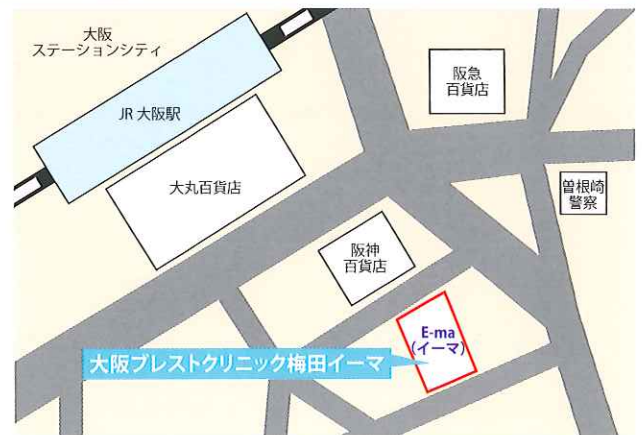 大阪
ステーションシティ
阪急
百貨店
JR 大阪駅
大丸百貨店
曽根崎
警察
阪神
百貨店
E-ma
(イーマ)
大阪ブレストクリニック梅田イーマ